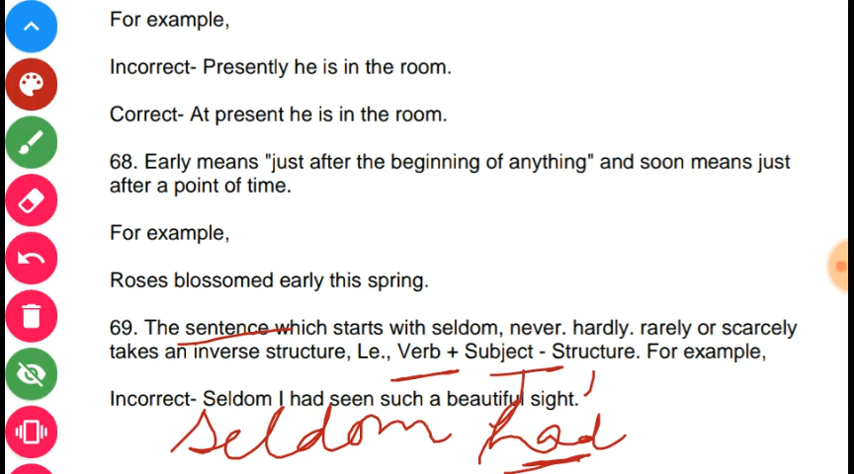 For example,
Incorrect- Presently he is in the room.
Correct- At present he is in the room.
68. Early means "just after the beginning of anything" and soon means just
after a point of time.
For example,
Roses blossomed early this spring.
69. The sentence which starts with seldom, never. hardly. rarely or scarcely
takes an inverse structure, Le., Verb + Subject - Structure. For example,
Incorrect- Seldom I had seen such a beautiful sight.
Seldom had